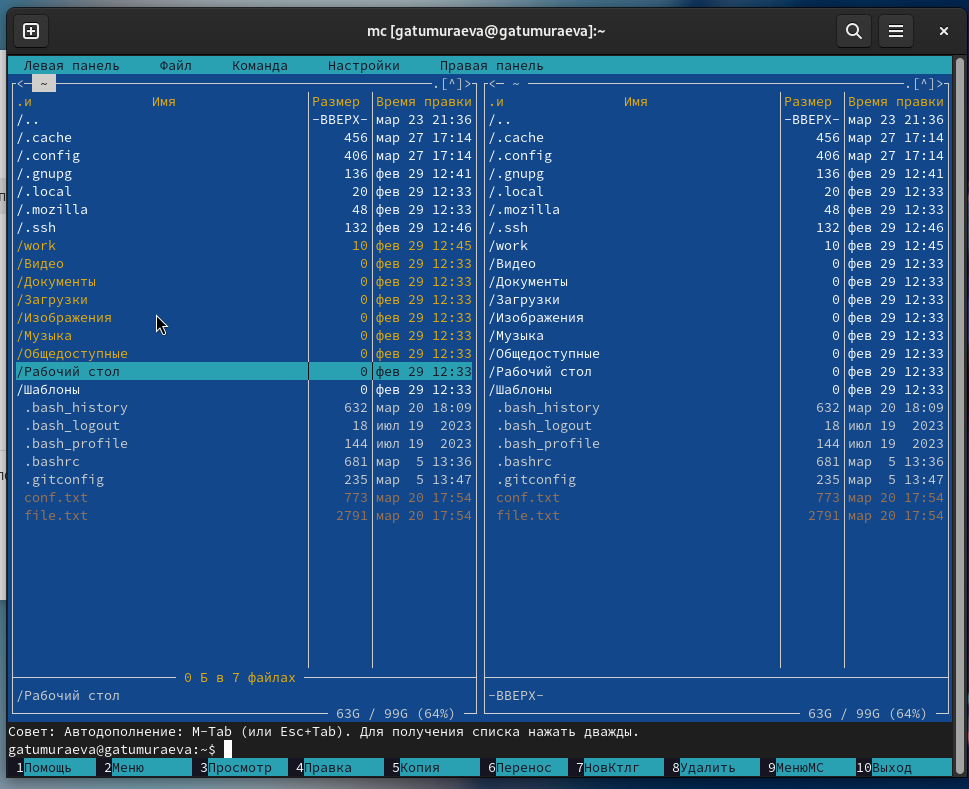 mc [gatumuraeva@gatumuraeva]:~
Левая панель Файл Команда Настройки Правая панель
<─ ~ ─.[^]>
.и Имя Размер Время правки
/.. -ВВЕРХ- мар 23 21:36
/.cache 456 мар 27 17:14
/.config 406 мар 27 17:14
/.gnupg 136 фев 29 12:41
/.local 20 фев 29 12:33
/.mozilla 48 фев 29 12:33
/.ssh 132 фев 29 12:46
/work 10 фев 29 12:45
/Видео 0 фев 29 12:33
/Документы 0 фев 29 12:33
/Загрузки 0 фев 29 12:33
/Изображения 0 фев 29 12:33
/Музыка 0 фев 29 12:33
/Общедоступные 0 фев 29 12:33
/Рабочий стол 0 фев 29 12:33
/Шаблоны 0 фев 29 12:33
.bash_history 632 мар 20 18:09
.bash_logout 18 июл 19 2023
.bash_profile 144 июл 19 2023
.bashrc 681 мар 5 13:36
.gitconfig 235 мар 5 13:47
conf.txt 773 мар 20 17:54
file.txt 2791 мар 20 17:54
0 Б в 7 файлах
/Рабочий стол
63G / 99G (64%)
<─ ~ ─.[^]>
.и Имя Размер Время правки
/.. -ВВЕРХ- мар 23 21:36
/.cache 456 мар 27 17:14
/.config 406 мар 27 17:14
/.gnupg 136 фев 29 12:41
/.local 20 фев 29 12:33
/.mozilla 48 фев 29 12:33
/.ssh 132 фев 29 12:46
/work 10 фев 29 12:45
/Видео 0 фев 29 12:33
/Документы 0 фев 29 12:33
/Загрузки 0 фев 29 12:33
/Изображения 0 фев 29 12:33
/Музыка 0 фев 29 12:33
/Общедоступные 0 фев 29 12:33
/Рабочий стол 0 фев 29 12:33
/Шаблоны 0 фев 29 12:33
.bash_history 632 мар 20 18:09
.bash_logout 18 июл 19 2023
.bash_profile 144 июл 19 2023
.bashrc 681 мар 5 13:36
.gitconfig 235 мар 5 13:47
conf.txt 773 мар 20 17:54
file.txt 2791 мар 20 17:54
-ВВЕРХ-
63G / 99G (64%)
Совет: Автодополнение: M-Tab (или Esc+Tab). Для получения списка нажать дважды.
gatumuraeva@gatumuraeva:~$
1Помощь 2Меню 3Просмотр 4Правка 5Копия 6Перенос 7НовКтлг 8Удалить 9МенюMC 10Выход